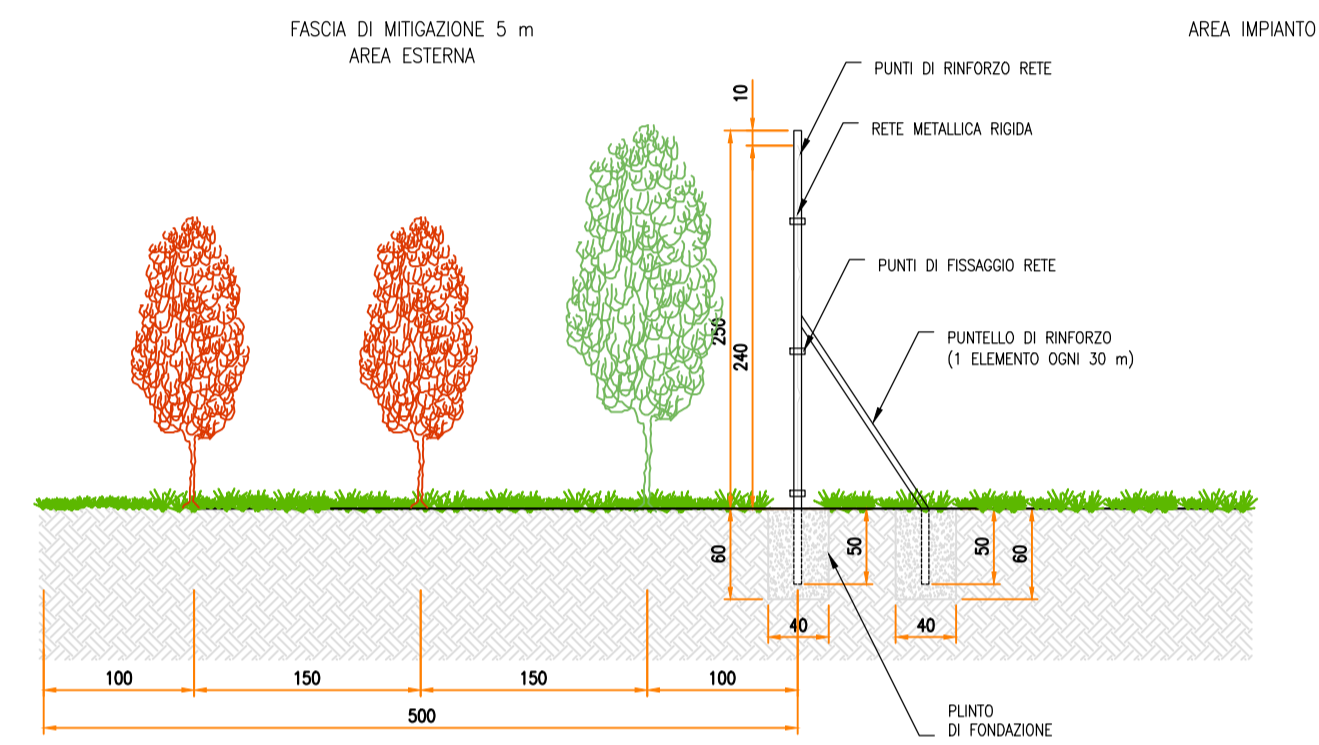 FASCIA DI MITIGAZIONE 5 m
AREA ESTERNA
AREA IMPIANTO
PUNTI DI RINFORZO RETE
10
RETE METALLICA RIGIDA
PUNTI DI FISSAGGIO RETE
250
240
PUNTELLO DI RINFORZO
(1 ELEMENTO OGNI 30 m)
60
50
50
60
40
40
100
150
150
100
500
PLINTO
DI FONDAZIONE